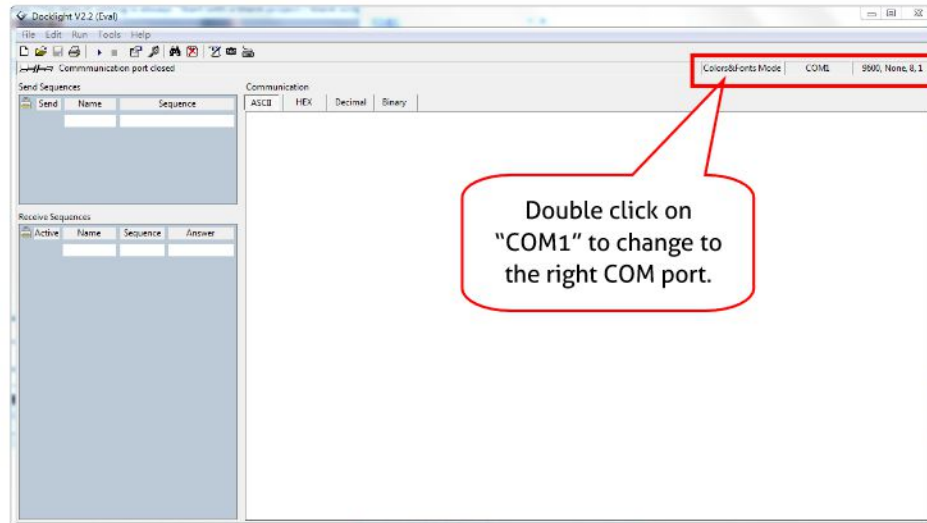 Docklight V2.2 (Eval)
File Edit Run Tools Help
Commmunication port closed
Colors&Fonts Mode COM1 9600, None, 8, 1
Send Sequences
Send Name Sequence
Communication
ASCII HEX Decimal Binary
Double click on
“COM1” to change to
the right COM port.
Receive Sequences
Active Name Sequence Answer